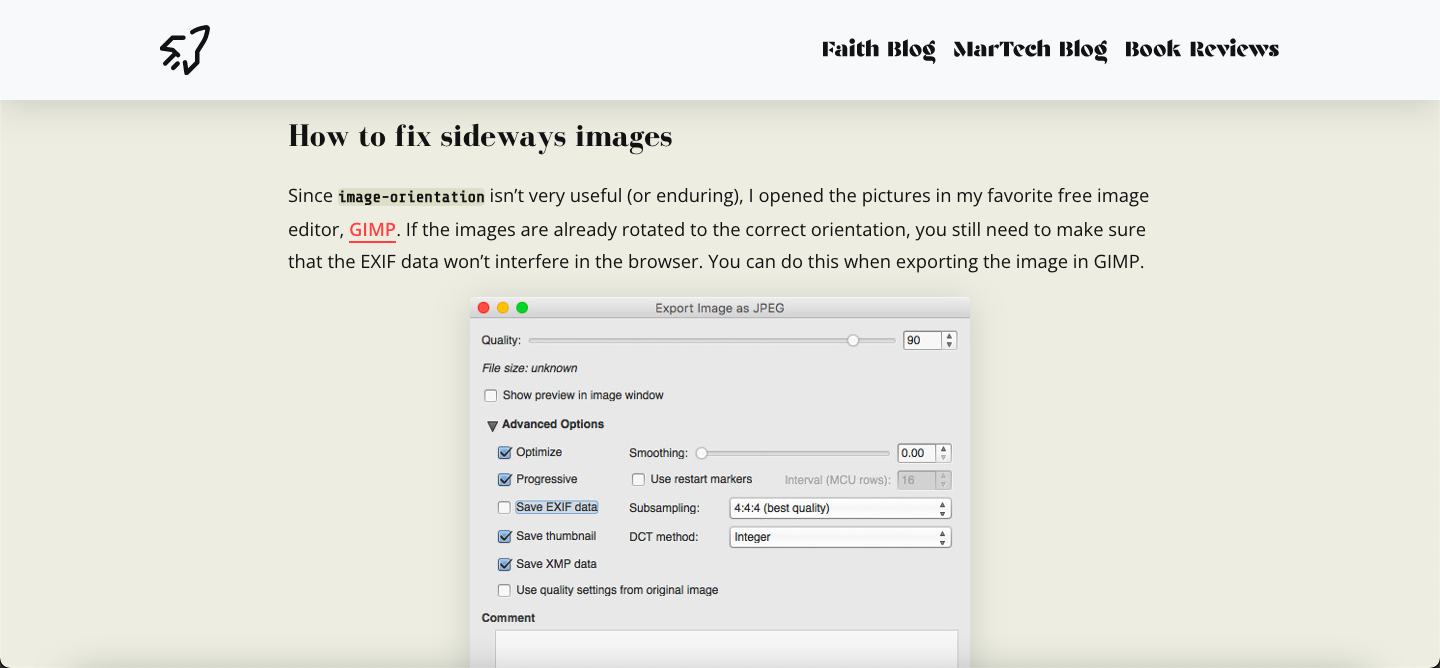 Faith Blog MarTech Blog Book Reviews
How to fix sideways images
Since image-orientation isn’t very useful (or enduring), I opened the pictures in my favorite free image
editor, GIMP. If the images are already rotated to the correct orientation, you still need to make sure
that the EXIF data won’t interfere in the browser. You can do this when exporting the image in GIMP.
Export Image as JPEG
Quality: 90
File size: unknown
Show preview in image window
Advanced Options
Optimize Smoothing: 0.00
Progressive Use restart markers Interval (MCU rows): 16
Save EXIF data Subsampling: 4:4:4 (best quality)
Save thumbnail DCT method: Integer
Save XMP data
Use quality settings from original image
Comment